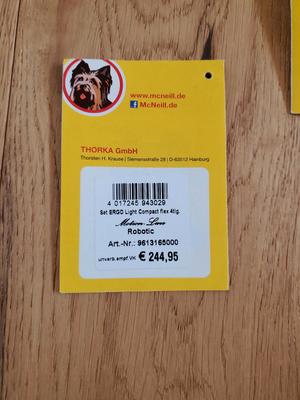 www.mcneill.de
McNeill.de
THORKA GmbH
Thorsten H. Krause | Siemensstraße 28 | D-63512 Hainburg
4 017245 943029
Set ERGO Light Compact flex 4tlg.
Motion-Line
Robotic
Art.-Nr.: 9613165000
unverb.empf.VK € 244,95